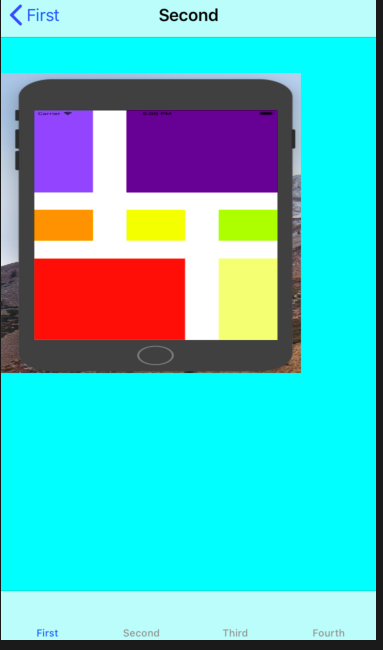 First
Second
Carrier
First Second Third Fourth